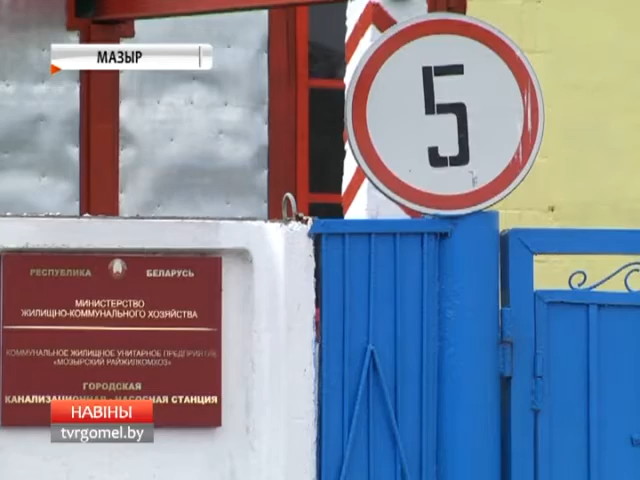 МАЗЫР
5
РЕСПУБЛИКА БЕЛАРУСЬ
МИНИСТЕРСТВО
ЖИЛИЩНО-КОММУНАЛЬНОГО ХОЗЯЙСТВА
КОММУНАЛЬНОЕ ЖИЛИЩНОЕ УНИТАРНОЕ ПРЕДПРИЯТИЕ
«МОЗЫРСКИЙ РАЙЖИЛКОМХОЗ»
ГОРОДСКАЯ
КАНАЛИЗАЦИОННАЯ НАСОСНАЯ СТАНЦИЯ
НАВІНЫ
tvrgomel.by